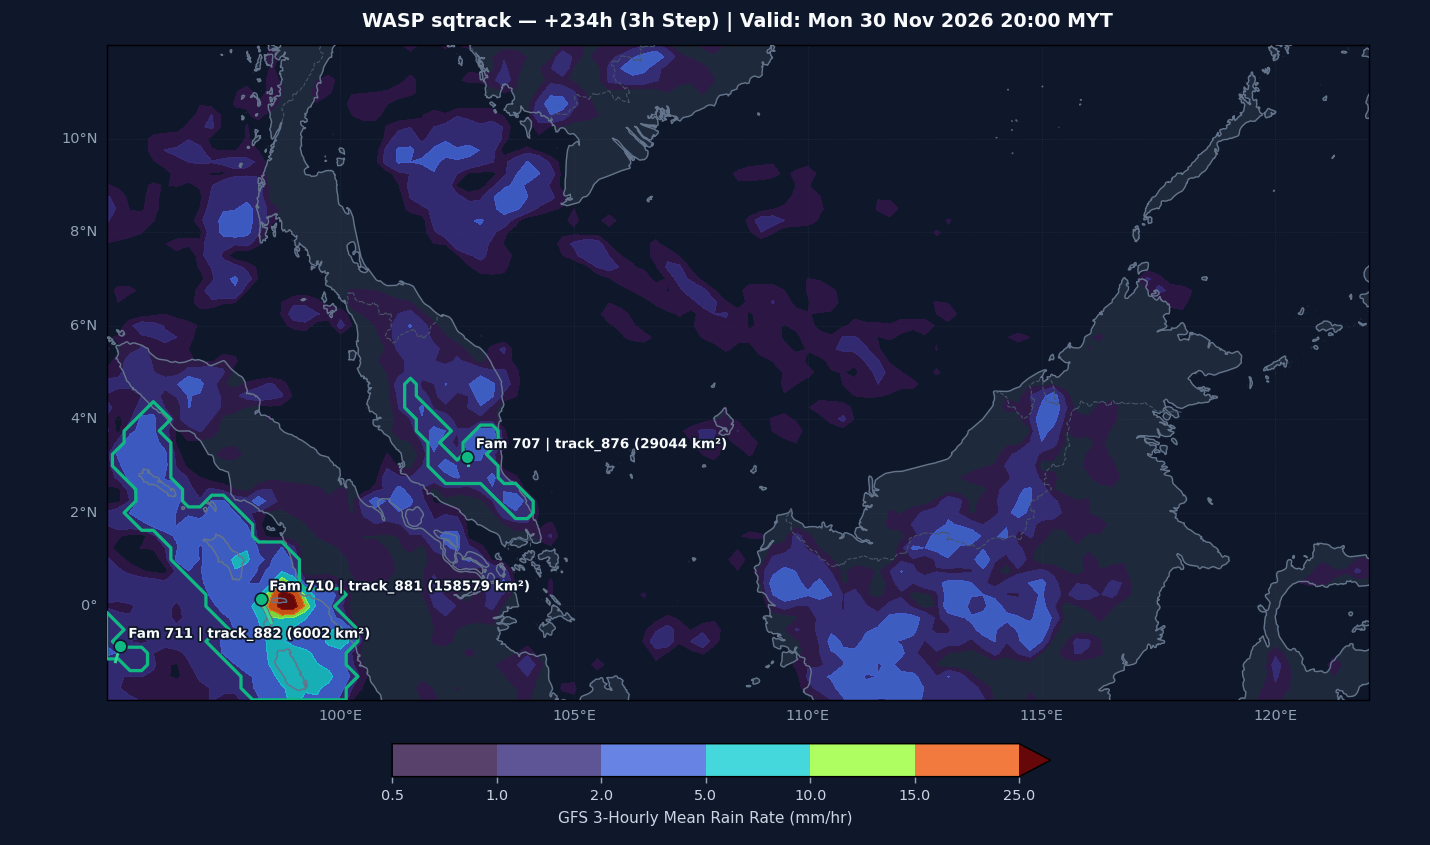 WASP sqtrack — +234h (3h Step) | Valid: Mon 30 Nov 2026 20:00 MYT
10°N
8°N
6°N
4°N
Fam 707 | track_876 (29044 km²)
2°N
Fam 710 | track_881 (158579 km²)
0°
Fam 711 | track_882 (6002 km²)
100°E 105°E 110°E 115°E 120°E
0.5 1.0 2.0 5.0 10.0 15.0 25.0
GFS 3-Hourly Mean Rain Rate (mm/hr)